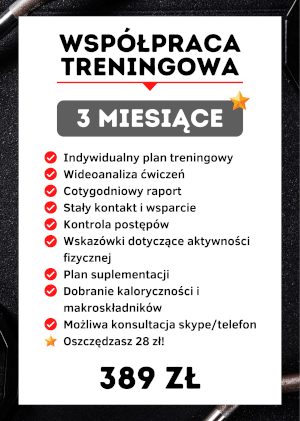 WSPÓŁPRACA
TRENINGOWA
3 MIESIĄCE
Indywidualny plan treningowy
Wideoanaliza ćwiczeń
Cotygodniowy raport
Stały kontakt i wsparcie
Kontrola postępów
Wskazówki dotyczące aktywności
fizycznej
Plan suplementacji
Dobranie kaloryczności i
makroskładników
Możliwa konsultacja skype/telefon
Oszczędzasz 28 zł!
389 ZŁ